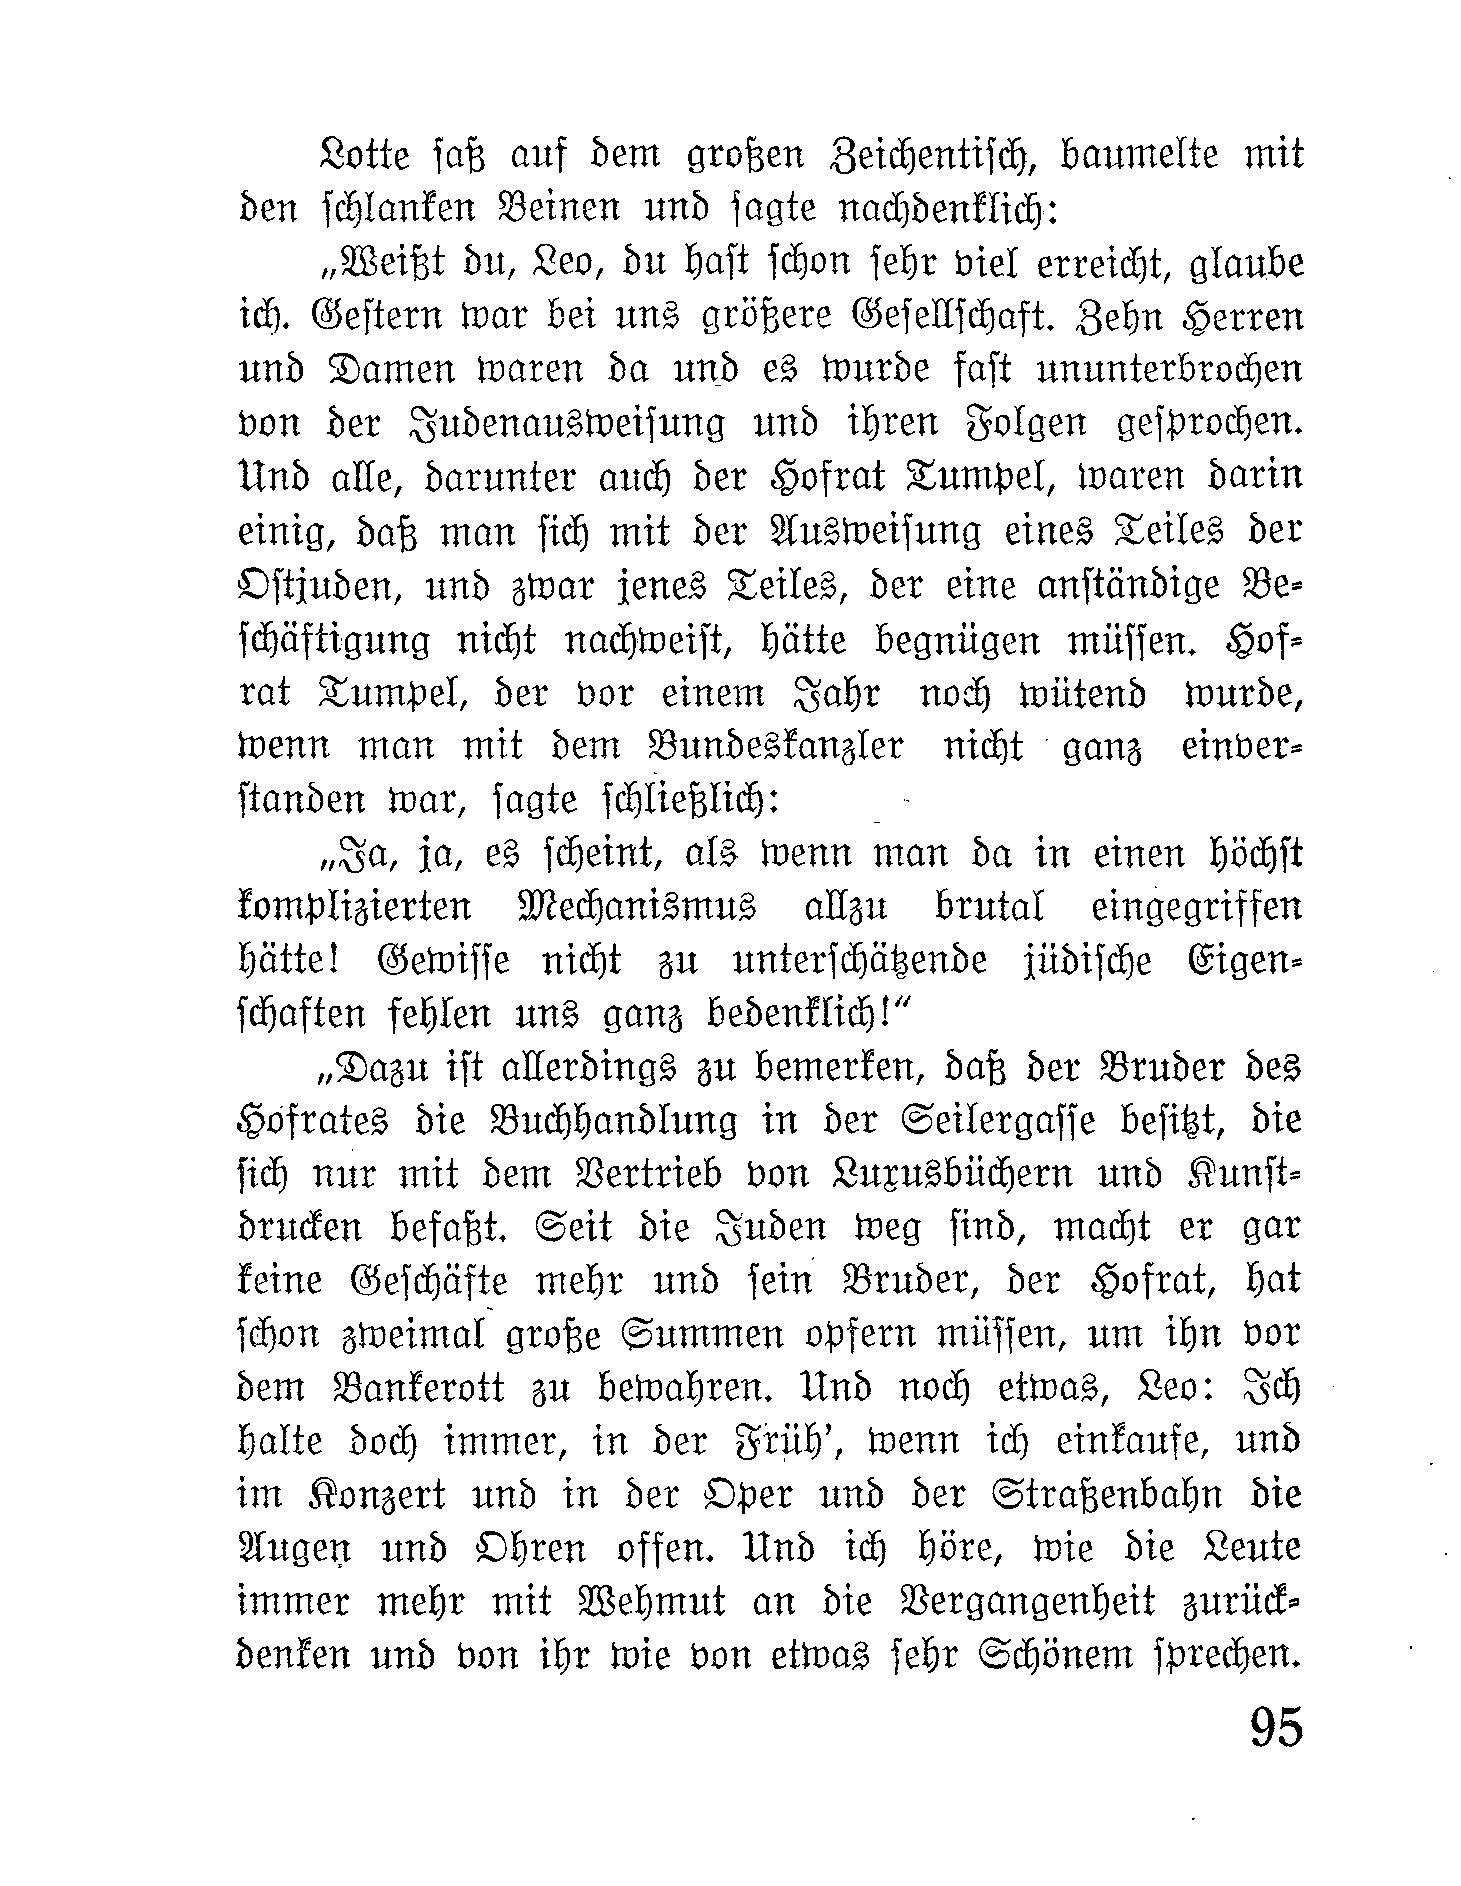 Lotte saß auf dem großen Zeichentisch, baumelte mit
den schlanken Beinen und sagte nachdenklich:
„Weißt du, Leo, du hast schon sehr viel erreicht, glaube
ich. Gestern war bei uns größere Gesellschaft. Zehn Herren
und Damen waren da und es wurde fast ununterbrochen
von der Judenausweisung und ihren Folgen gesprochen.
Und alle, darunter auch der Hofrat Tumpel, waren darin
einig, daß man sich mit der Ausweisung eines Teiles der
Ostjuden, und zwar jenes Teiles, der eine anständige Be-
schäftigung nicht nachweist, hätte begnügen müssen. Hof-
rat Tumpel, der vor einem Jahr noch wütend wurde,
wenn man mit dem Bundeskanzler nicht ganz einver-
standen war, sagte schließlich:
„Ja, ja, es scheint, als wenn man da in einen höchst
komplizierten Mechanismus allzu brutal eingegriffen
hätte! Gewisse nicht zu unterschätzende jüdische Eigen-
schaften fehlen uns ganz bedenklich!“
„Dazu ist allerdings zu bemerken, daß der Bruder des
Hofrates die Buchhandlung in der Seilergasse besitzt, die
sich nur mit dem Vertrieb von Luxusbüchern und Kunst-
drucken befaßt. Seit die Juden weg sind, macht er gar
keine Geschäfte mehr und sein Bruder, der Hofrat, hat
schon zweimal große Summen opfern müssen, um ihn vor
dem Bankerott zu bewahren. Und noch etwas, Leo: Ich
halte doch immer, in der Früh’, wenn ich einkaufe, und
im Konzert und in der Oper und der Straßenbahn die
Augen und Ohren offen. Und ich höre, wie die Leute
immer mehr mit Wehmut an die Vergangenheit zurück-
denken und von ihr wie von etwas sehr Schönem sprechen.
95